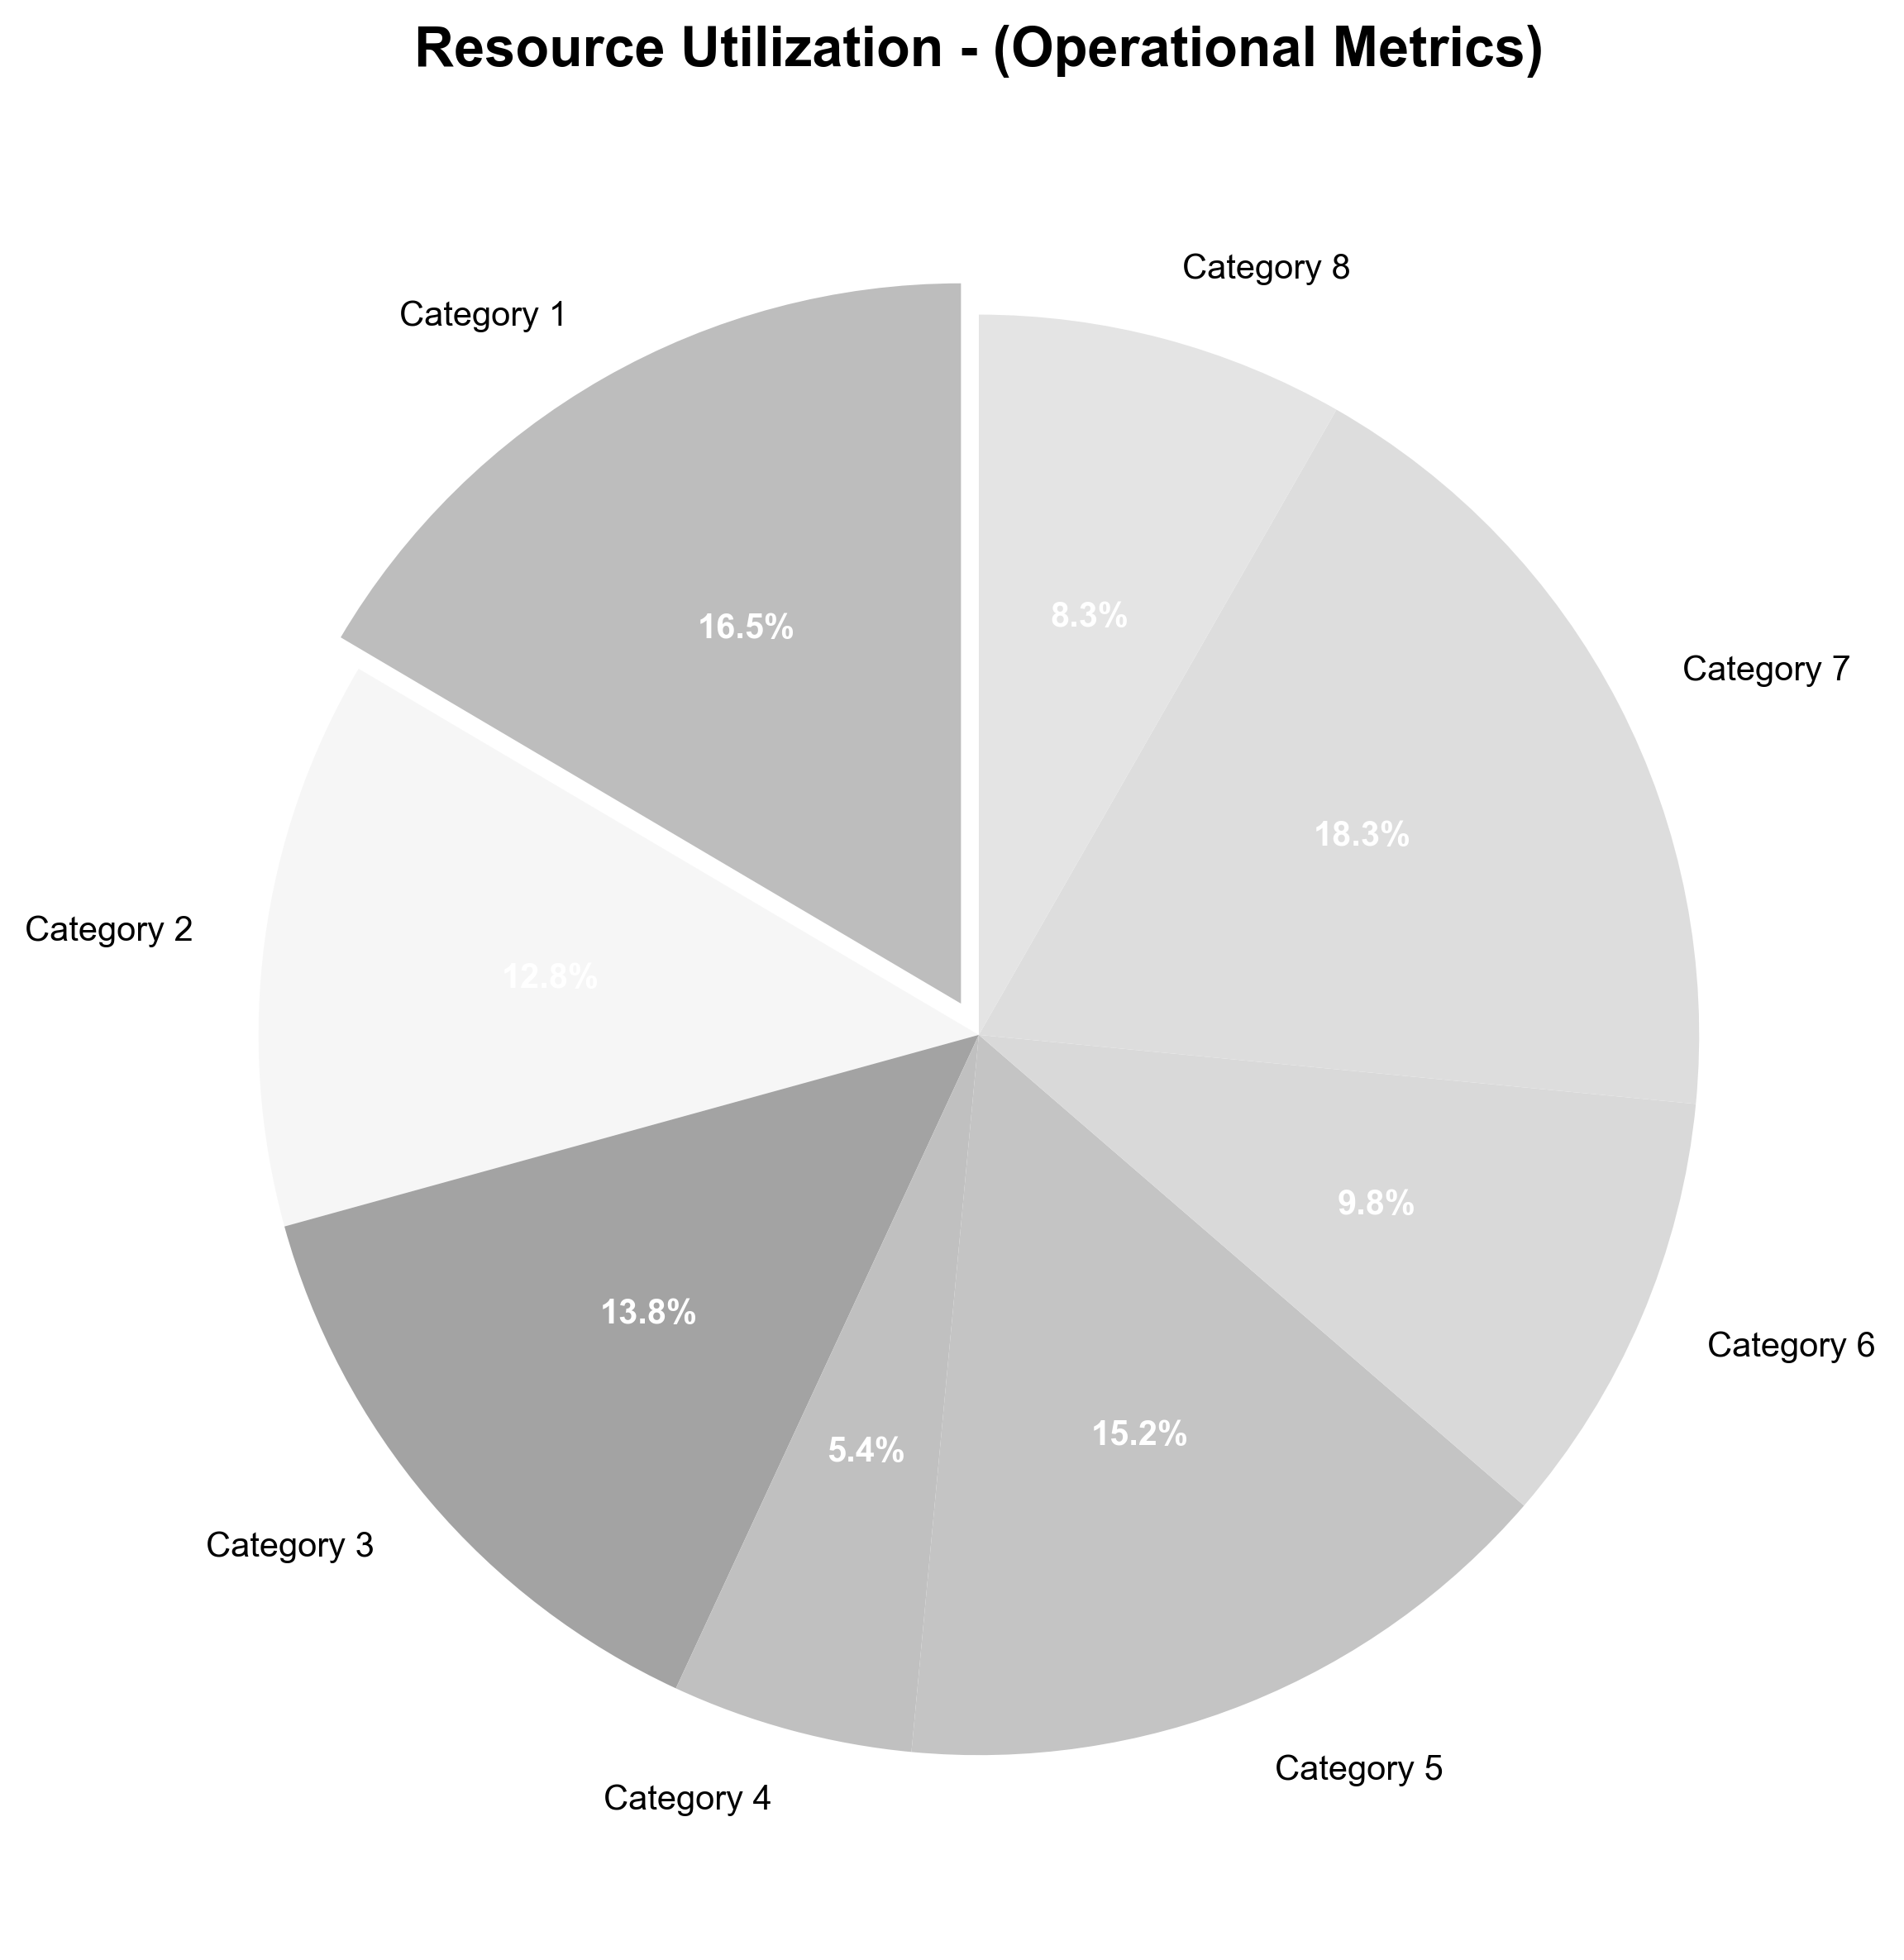 Resource Utilization - (Operational Metrics)
Category 8
Category 1
8.3%
16.5%
Category 7
18.3%
Category 2
12.8%
9.8%
13.8%
Category 6
15.2%
5.4%
Category 3
Category 5
Category 4